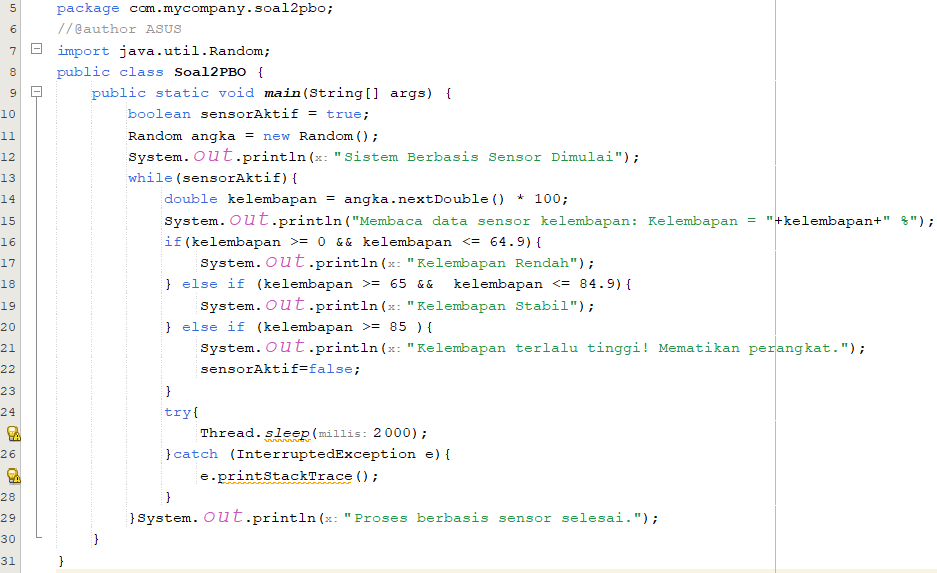 5 package com.mycompany.soal2pbo;
6 //@author ASUS
7 import java.util.Random;
8 public class Soal2PBO {
9 public static void main(String[] args) {
10 boolean sensorAktif = true;
11 Random angka = new Random();
12 System.out.println(x: "Sistem Berbasis Sensor Dimulai");
13 while(sensorAktif){
14 double kelembapan = angka.nextDouble() * 100;
15 System.out.println("Membaca data sensor kelembapan: Kelembapan = "+kelembapan+" %");
16 if(kelembapan >= 0 && kelembapan <= 64.9){
17 System.out.println(x: "Kelembapan Rendah");
18 } else if (kelembapan >= 65 &&  kelembapan <= 84.9){
19 System.out.println(x: "Kelembapan Stabil");
20 } else if (kelembapan >= 85 ){
21 System.out.println(x: "Kelembapan terlalu tinggi! Mematikan perangkat.");
22 sensorAktif=false;
23 }
24 try{
Thread.sleep(millis: 2000);
26 }catch (InterruptedException e){
e.printStackTrace();
28 }
29 }System.out.println(x: "Proses berbasis sensor selesai.");
30 }
31 }